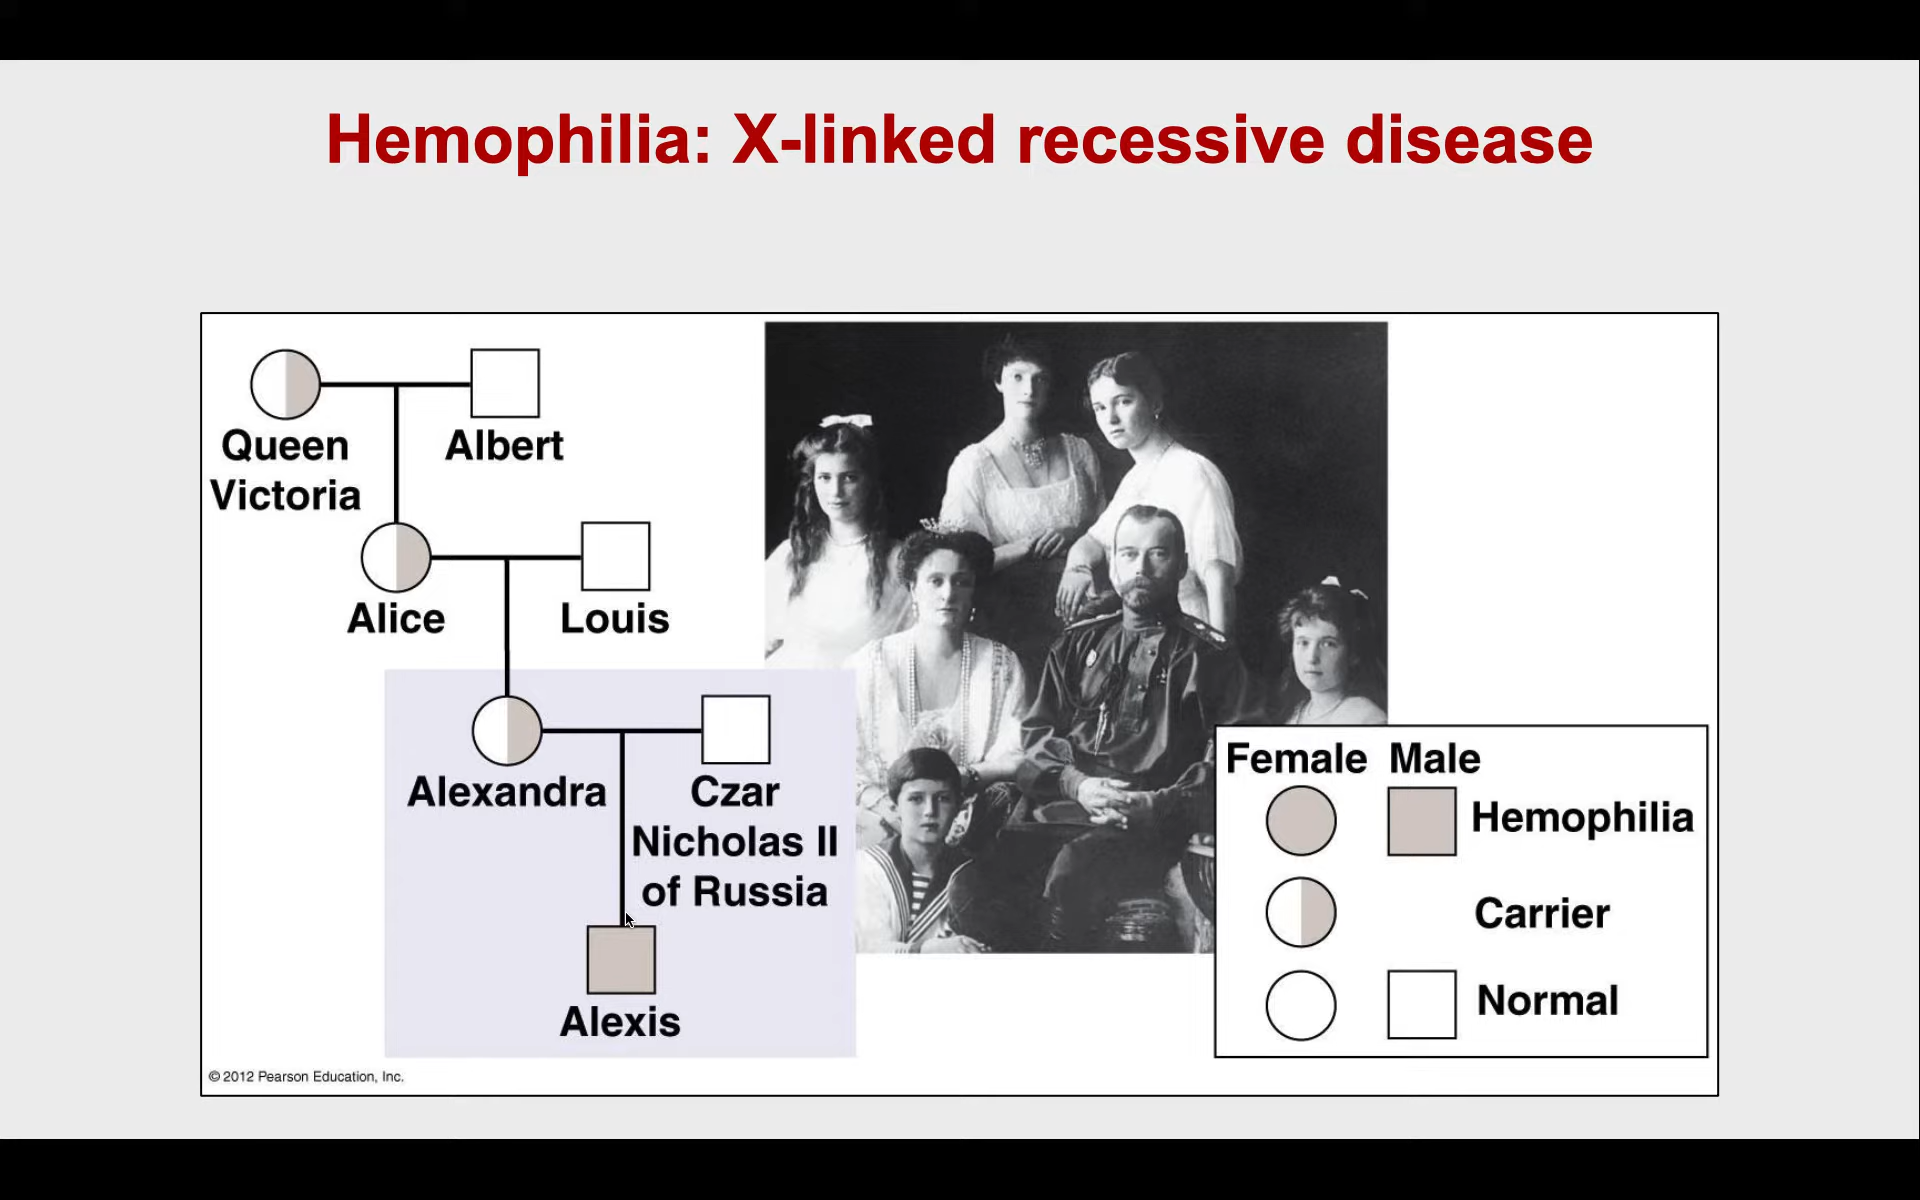 Hemophilia: X-linked recessive disease
Queen
Victoria
Albert
Alice
Louis
Alexandra
Czar
Nicholas II
of Russia
Alexis
Female Male
Hemophilia
Carrier
Normal
© 2012 Pearson Education, Inc.